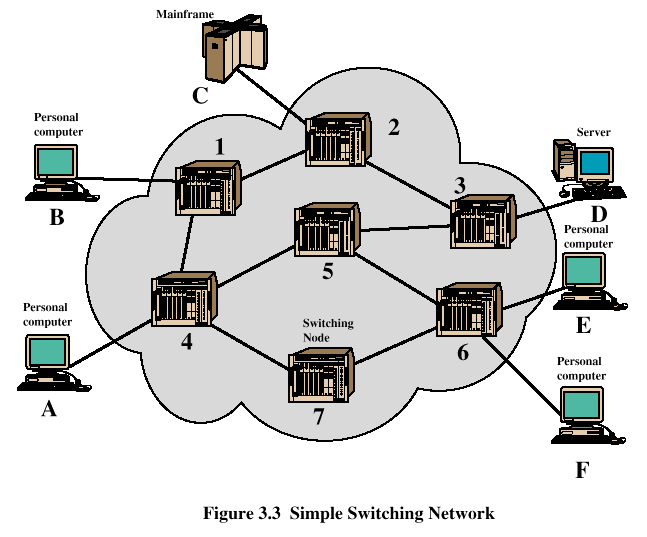 Mainframe
C
2
Personal
computer
1
Server
B
3
D
Personal
computer
5
E
Personal
computer
4
Switching
Node
6
Personal
computer
A
7
F
Figure 3.3 Simple Switching Network